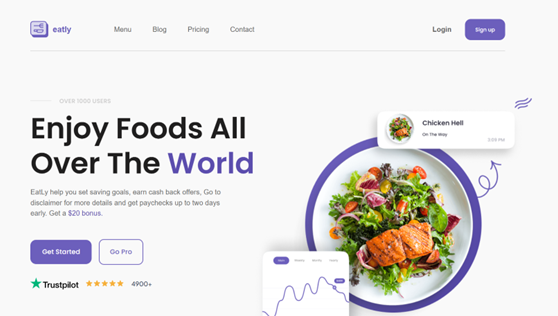 eatly
Menu Blog Pricing Contact
Login Sign up
OVER 1000 USERS
Enjoy Foods All
Over The World
EatLy help you set saving goals, earn cash back offers, Go to
disclaimer for more details and get paychecks up to two days
early. Get a $20 bonus.
Get Started Go Pro
Trustpilot 4900+
Chicken Hell
On The Way
3:09 PM